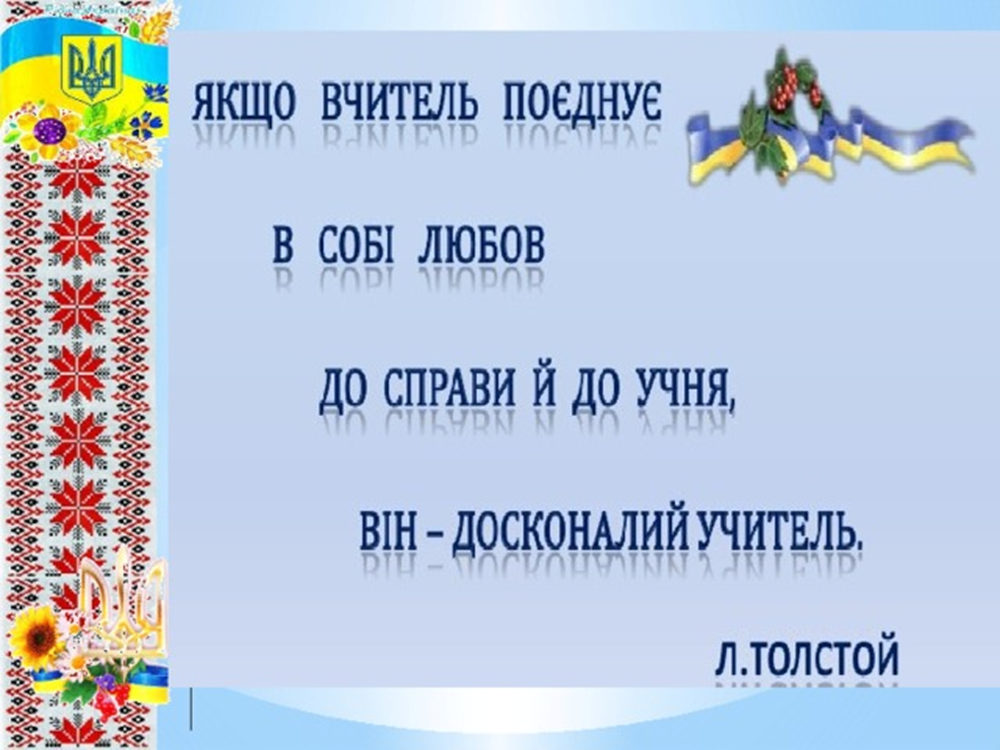 ЯКЩО ВЧИТЕЛЬ ПОЄДНУЄ
В СОБІ ЛЮБОВ
ДО СПРАВИ Й ДО УЧНЯ,
ВІН – ДОСКОНАЛИЙ УЧИТЕЛЬ.
Л.ТОЛСТОЙ